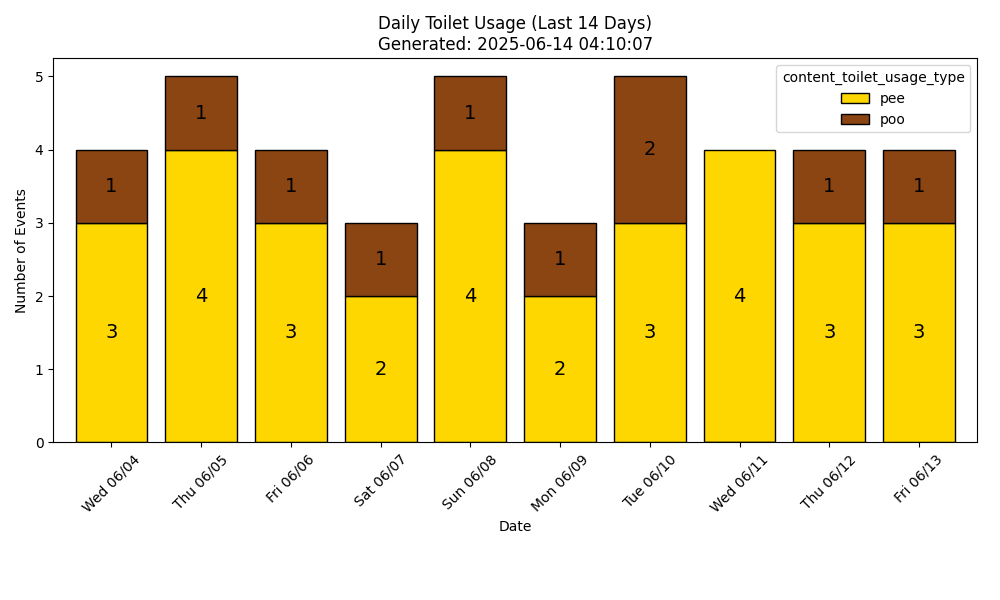 Daily Toilet Usage (Last 14 Days)
Generated: 2025-06-14 04:10:07
content_toilet_usage_type
pee
poo
Number of Events
5
4
3
2
1
0
1
1
1
1
1
1
2
1
1
3
4
3
2
4
2
3
4
3
3
Wed 06/04
Thu 06/05
Fri 06/06
Sat 06/07
Sun 06/08
Mon 06/09
Tue 06/10
Wed 06/11
Thu 06/12
Fri 06/13
Date